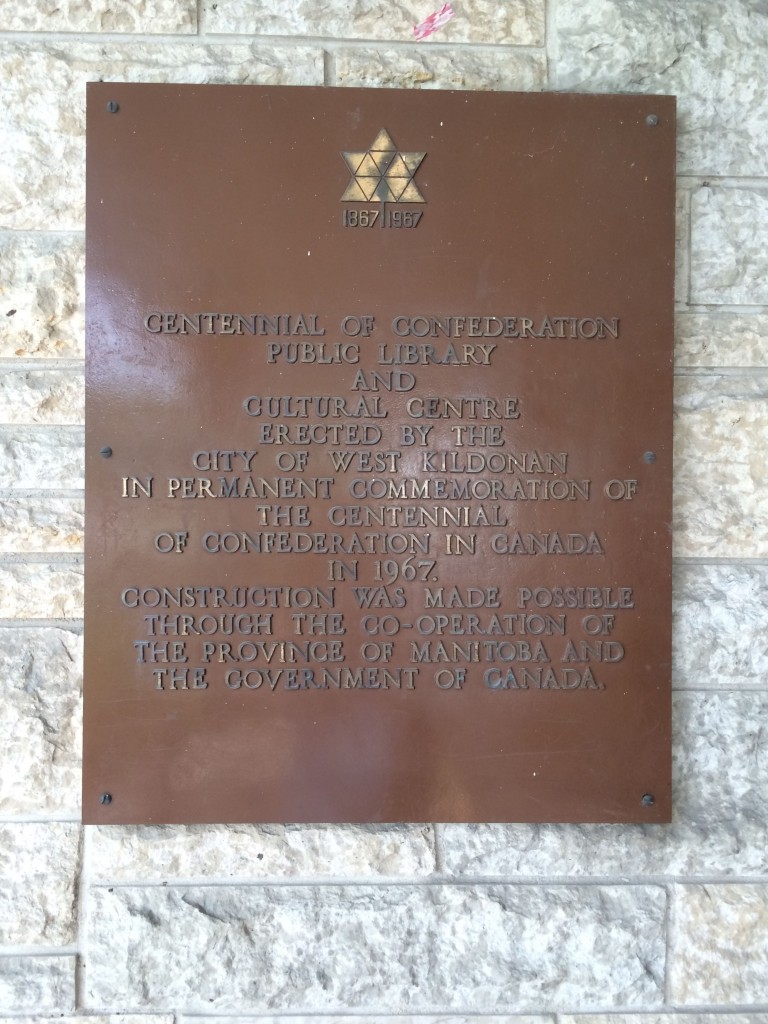 1867 1967
CENTENNIAL OF CONFEDERATION
PUBLIC LIBRARY
AND
CULTURAL CENTRE
ERECTED BY THE
CITY OF WEST KILDONAN
IN PERMANENT COMMEMORATION OF
THE CENTENNIAL
OF CONFEDERATION IN CANADA
IN 1967.
CONSTRUCTION WAS MADE POSSIBLE
THROUGH THE CO-OPERATION OF
THE PROVINCE OF MANITOBA AND
THE GOVERNMENT OF CANADA.